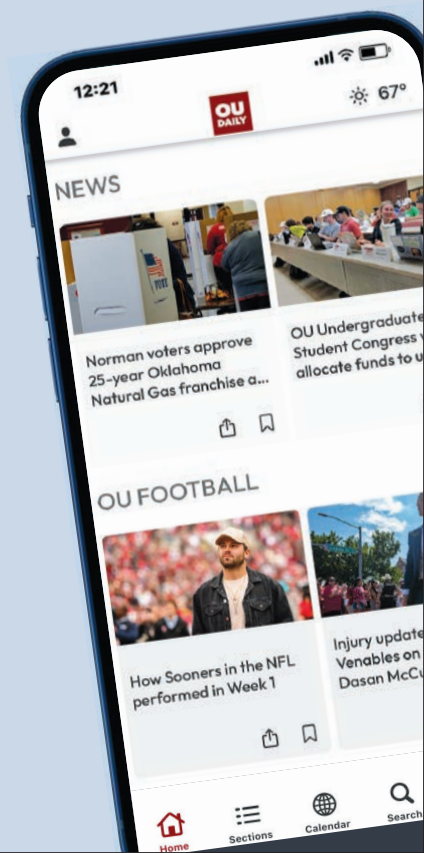 12:21
OU
DAILY
67°
NEWS
VOTE
Norman voters approve
25-year Oklahoma
Natural Gas franchise a...
OU Undergraduate
Student Congress
allocate funds to
OU FOOTBALL
How Sooners in the NFL
performed in Week 1
Injury update
Venables on
Dasan
Home
Sections
Calendar
Search